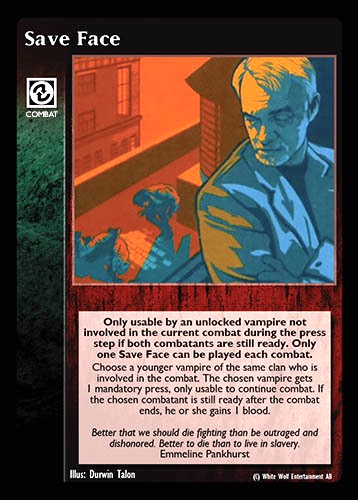 Save Face
COMBAT
Only usable by an unlocked vampire not
involved in the current combat during the press
step if both combatants are still ready. Only
one Save Face can be played each combat.
Choose a younger vampire of the same clan who is
involved in the combat. The chosen vampire gets
1 mandatory press, only usable to continue combat. If
the chosen combatant is still ready after the combat
ends, he or she gains 1 blood.
Better that we should die fighting than be outraged and
dishonored. Better to die than to live in slavery.
Emmeline Pankhurst
Illus: Durwin Talon
(C) White Wolf Entertainment AB